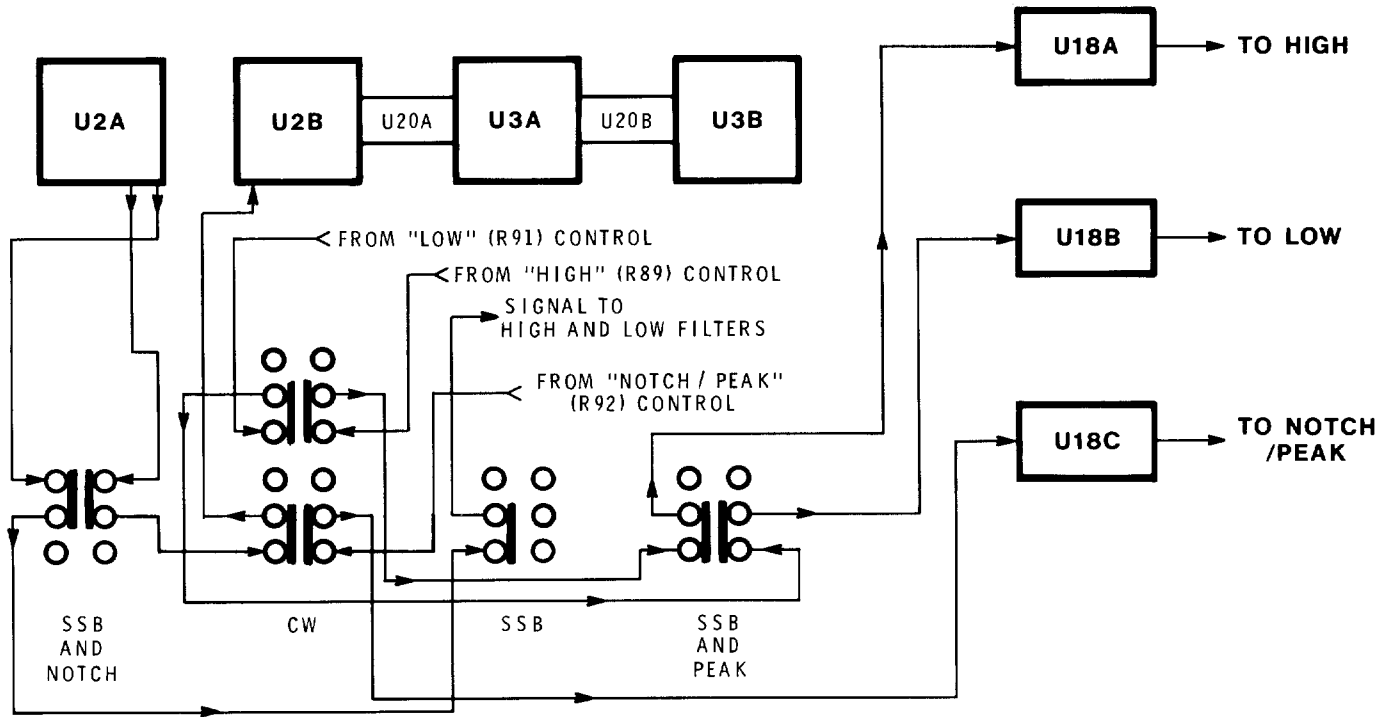 U18A
TO HIGH
U2A
U2B
U20A
U3A
U20B
U3B
FROM "LOW" (R91) CONTROL
U18B
TO LOW
FROM "HIGH" (R89) CONTROL
SIGNAL TO
HIGH AND LOW FILTERS
FROM "NOTCH / PEAK"
(R92) CONTROL
U18C
TO NOTCH
/PEAK
SSB
AND
NOTCH
CW
SSB
SSB
AND
PEAK